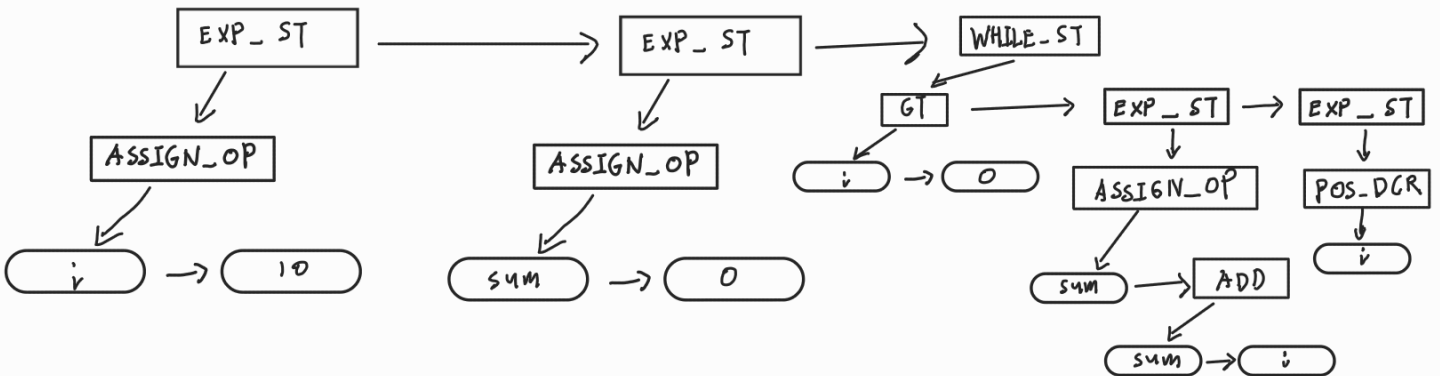 EXP_ST
EXP_ST
WHILE_ST
GT
EXP_ST
EXP_ST
ASSIGN_OP
ASSIGN_OP
i
0
ASSIGN_OP
POS_DCR
i
10
sum
0
sum
ADD
i
sum
i